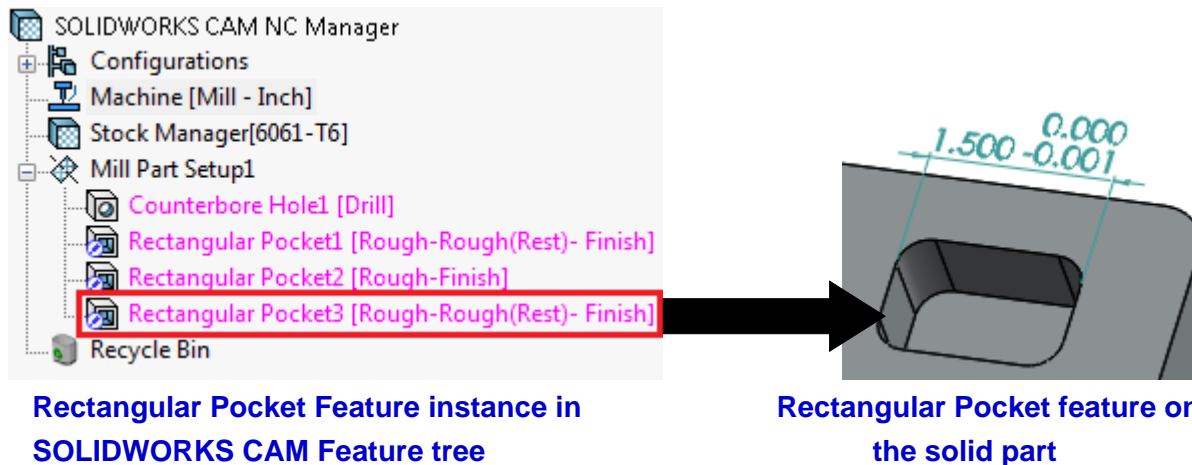 SOLIDWORKS CAM NC Manager
Configurations
Machine [Mill - Inch]
Stock Manager[6061-T6]
Mill Part Setup1
Counterbore Hole1 [Drill]
Rectangular Pocket1 [Rough-Rough(Rest)- Finish]
Rectangular Pocket2 [Rough-Finish]
Rectangular Pocket3 [Rough-Rough(Rest)- Finish]
Recycle Bin
0.000
1.500 -0.001
Rectangular Pocket Feature instance in
SOLIDWORKS CAM Feature tree
Rectangular Pocket feature on
the solid part